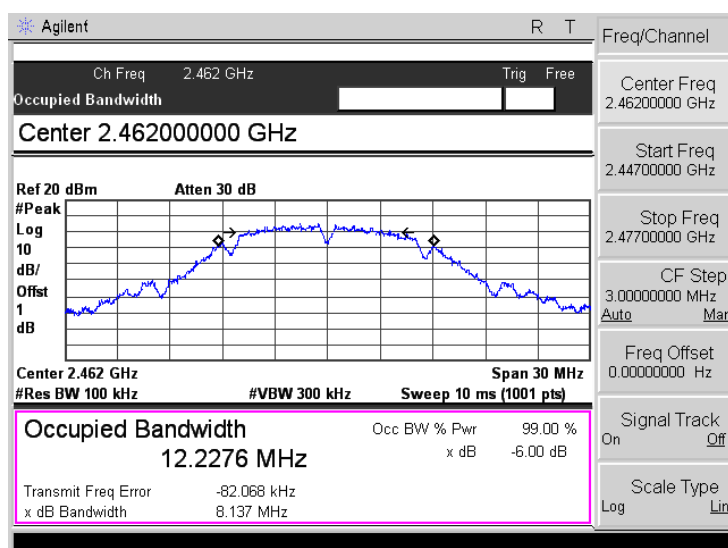 Agilent R T
Freq/Channel
Ch Freq 2.462 GHz Trig Free
Occupied Bandwidth
Center 2.462000000 GHz
Ref 20 dBm Atten 30 dB
#Peak
Log
10
dB/
Offst
1
dB
Center 2.462 GHz Span 30 MHz
#Res BW 100 kHz #VBW 300 kHz Sweep 10 ms (1001 pts)
Occupied Bandwidth
12.2276 MHz
Occ BW % Pwr 99.00 %
x dB -6.00 dB
Transmit Freq Error -82.068 kHz
x dB Bandwidth 8.137 MHz
Center Freq
2.46200000 GHz
Start Freq
2.44700000 GHz
Stop Freq
2.47700000 GHz
CF Step
3.00000000 MHz
Auto Man
Freq Offset
0.00000000 Hz
Signal Track
On Off
Scale Type
Log Lin